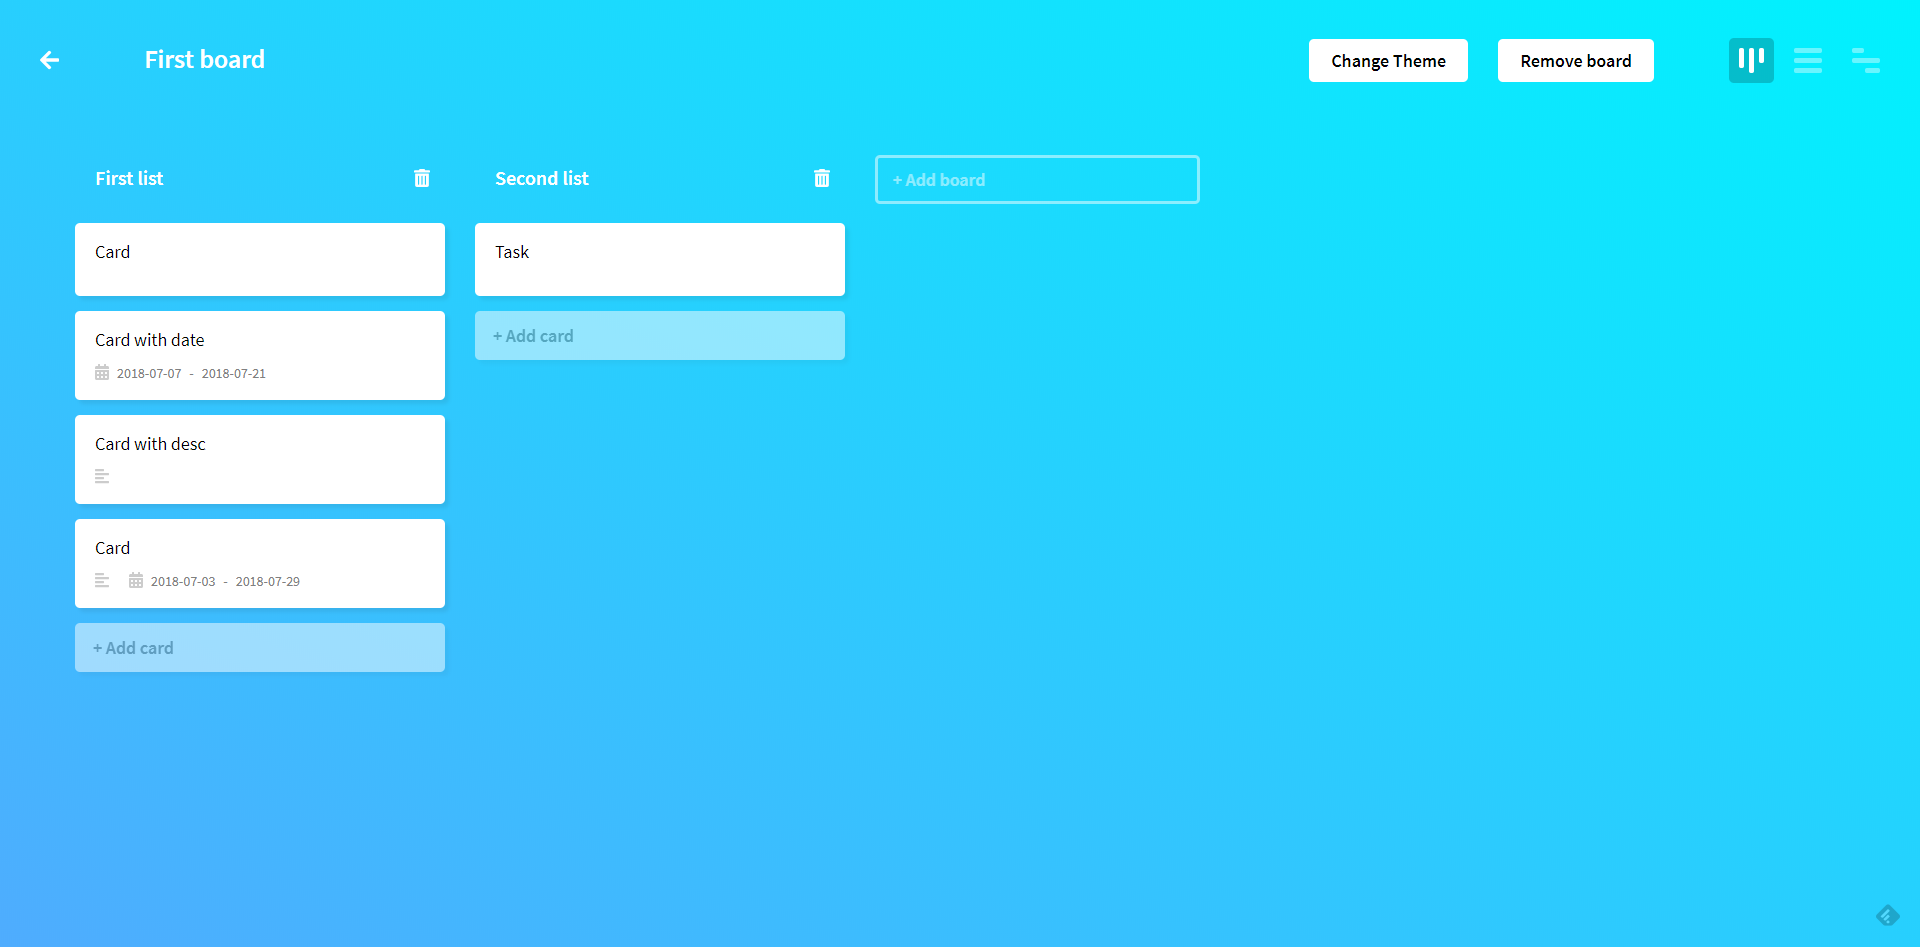 First board
Change Theme
Remove board
First list
Second list
+ Add board
Card
Task
Card with date
2018-07-07 - 2018-07-21
+ Add card
Card with desc
Card
2018-07-03 - 2018-07-29
+ Add card